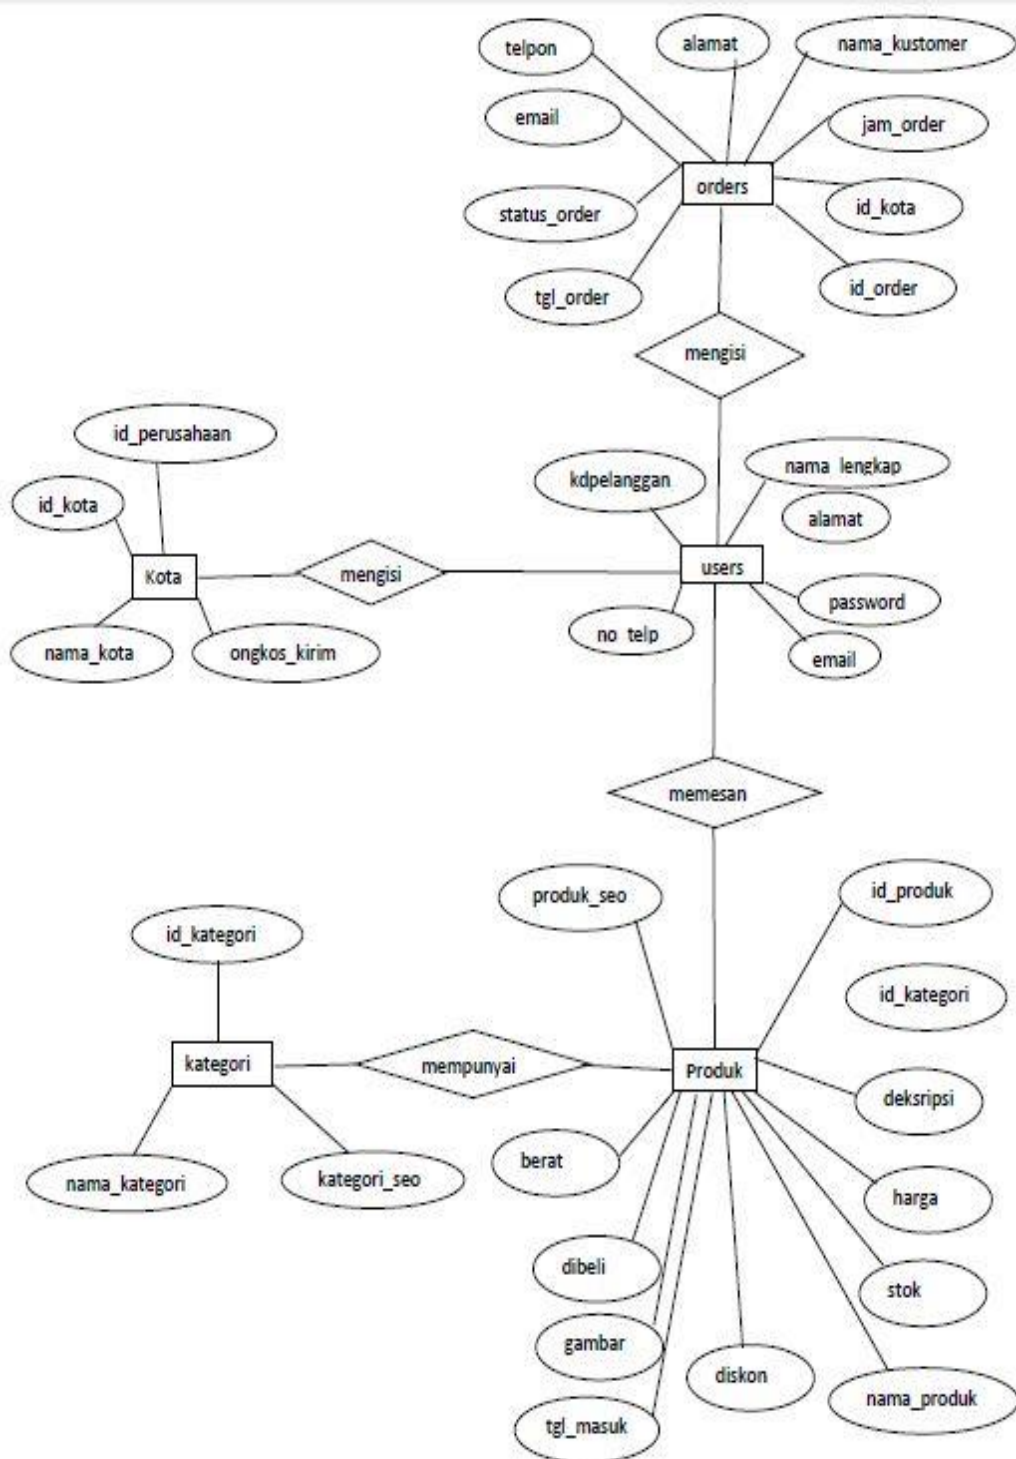 telpon
alamat
nama_kustomer
email
jam_order
orders
status_order
id_kota
tgl_order
id_order
mengisi
id_perusahaan
kdpelanggan
nama_lengkap
id_kota
alamat
Kota
mengisi
users
password
nama_kota
ongkos_kirim
no_telp
email
memesan
produk_seo
id_produk
id_kategori
id_kategori
kategori
mempunyai
Produk
deksripsi
nama_kategori
kategori_seo
berat
harga
dibeli
stok
gambar
diskon
nama_produk
tgl_masuk